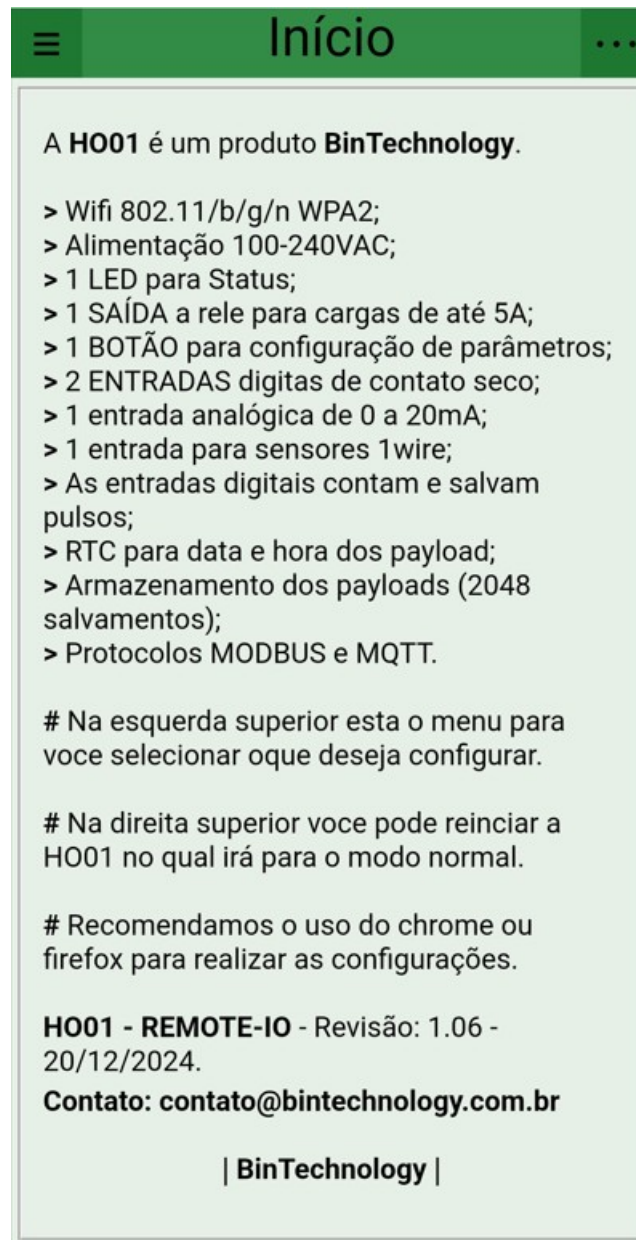 ≡ Início ...
A HO01 é um produto BinTechnology.
> Wifi 802.11/b/g/n WPA2;
> Alimentação 100-240VAC;
> 1 LED para Status;
> 1 SAÍDA a rele para cargas de até 5A;
> 1 BOTÃO para configuração de parâmetros;
> 2 ENTRADAS digitas de contato seco;
> 1 entrada analógica de 0 a 20mA;
> 1 entrada para sensores 1wire;
> As entradas digitais contam e salvam
pulsos;
> RTC para data e hora dos payload;
> Armazenamento dos payloads (2048
salvamentos);
> Protocolos MODBUS e MQTT.
# Na esquerda superior esta o menu para
voce selecionar oque deseja configurar.
# Na direita superior voce pode reinciar a
HO01 no qual irá para o modo normal.
# Recomendamos o uso do chrome ou
firefox para realizar as configurações.
HO01 - REMOTE-IO - Revisão: 1.06 -
20/12/2024.
Contato: contato@bintechnology.com.br
| BinTechnology |